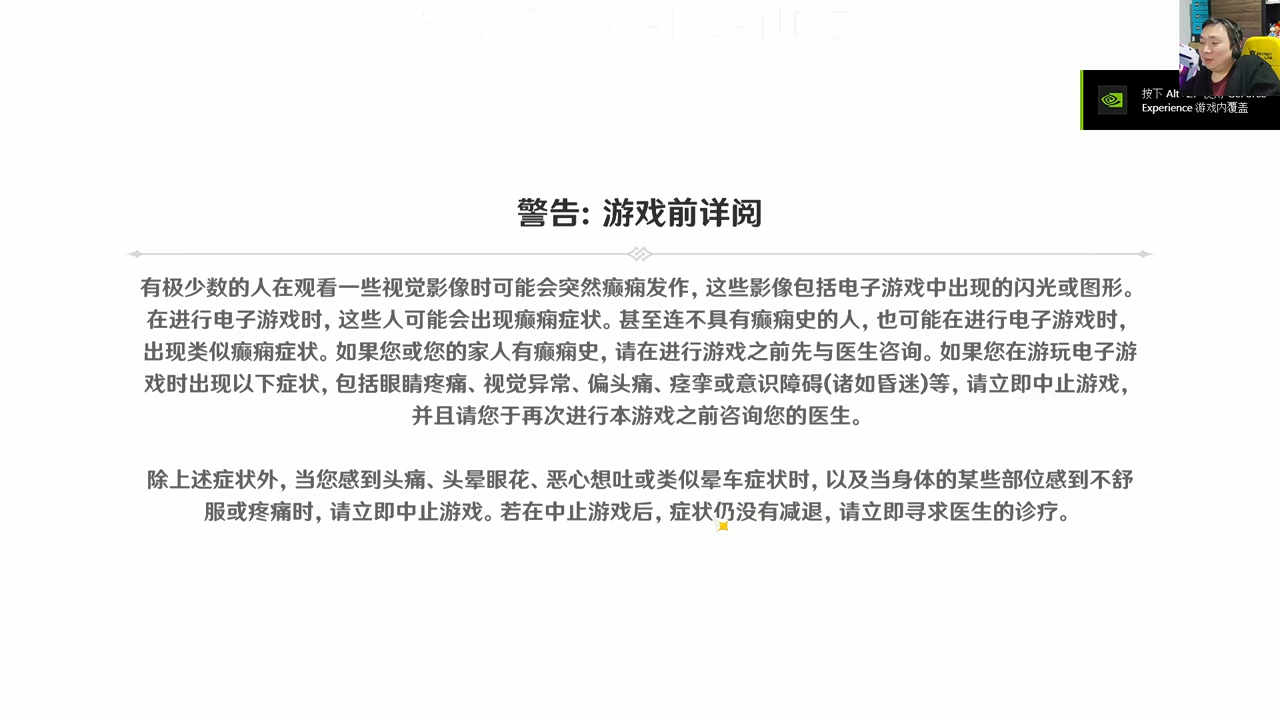 按下 Alt
Experience 游戏内覆盖
警告: 游戏前详阅
有极少数的人在观看一些视觉影像时可能会突然癫痫发作, 这些影像包括电子游戏中出现的闪光或图形。
在进行电子游戏时, 这些人可能会出现癫痫症状。甚至连不具有癫痫史的人, 也可能在进行电子游戏时,
出现类似癫痫症状。如果您或您的家人有癫痫史, 请在进行游戏之前先与医生咨询。如果您在游玩电子游
戏时出现以下症状, 包括眼睛疼痛、视觉异常、偏头痛、痉挛或意识障碍(诸如昏迷)等, 请立即中止游戏,
并且请您于再次进行本游戏之前咨询您的医生。
除上述症状外, 当您感到头痛、头晕眼花、恶心想吐或类似晕车症状时, 以及当身体的某些部位感到不舒
服或疼痛时, 请立即中止游戏。若在中止游戏后, 症状仍没有减退, 请立即寻求医生的诊疗。